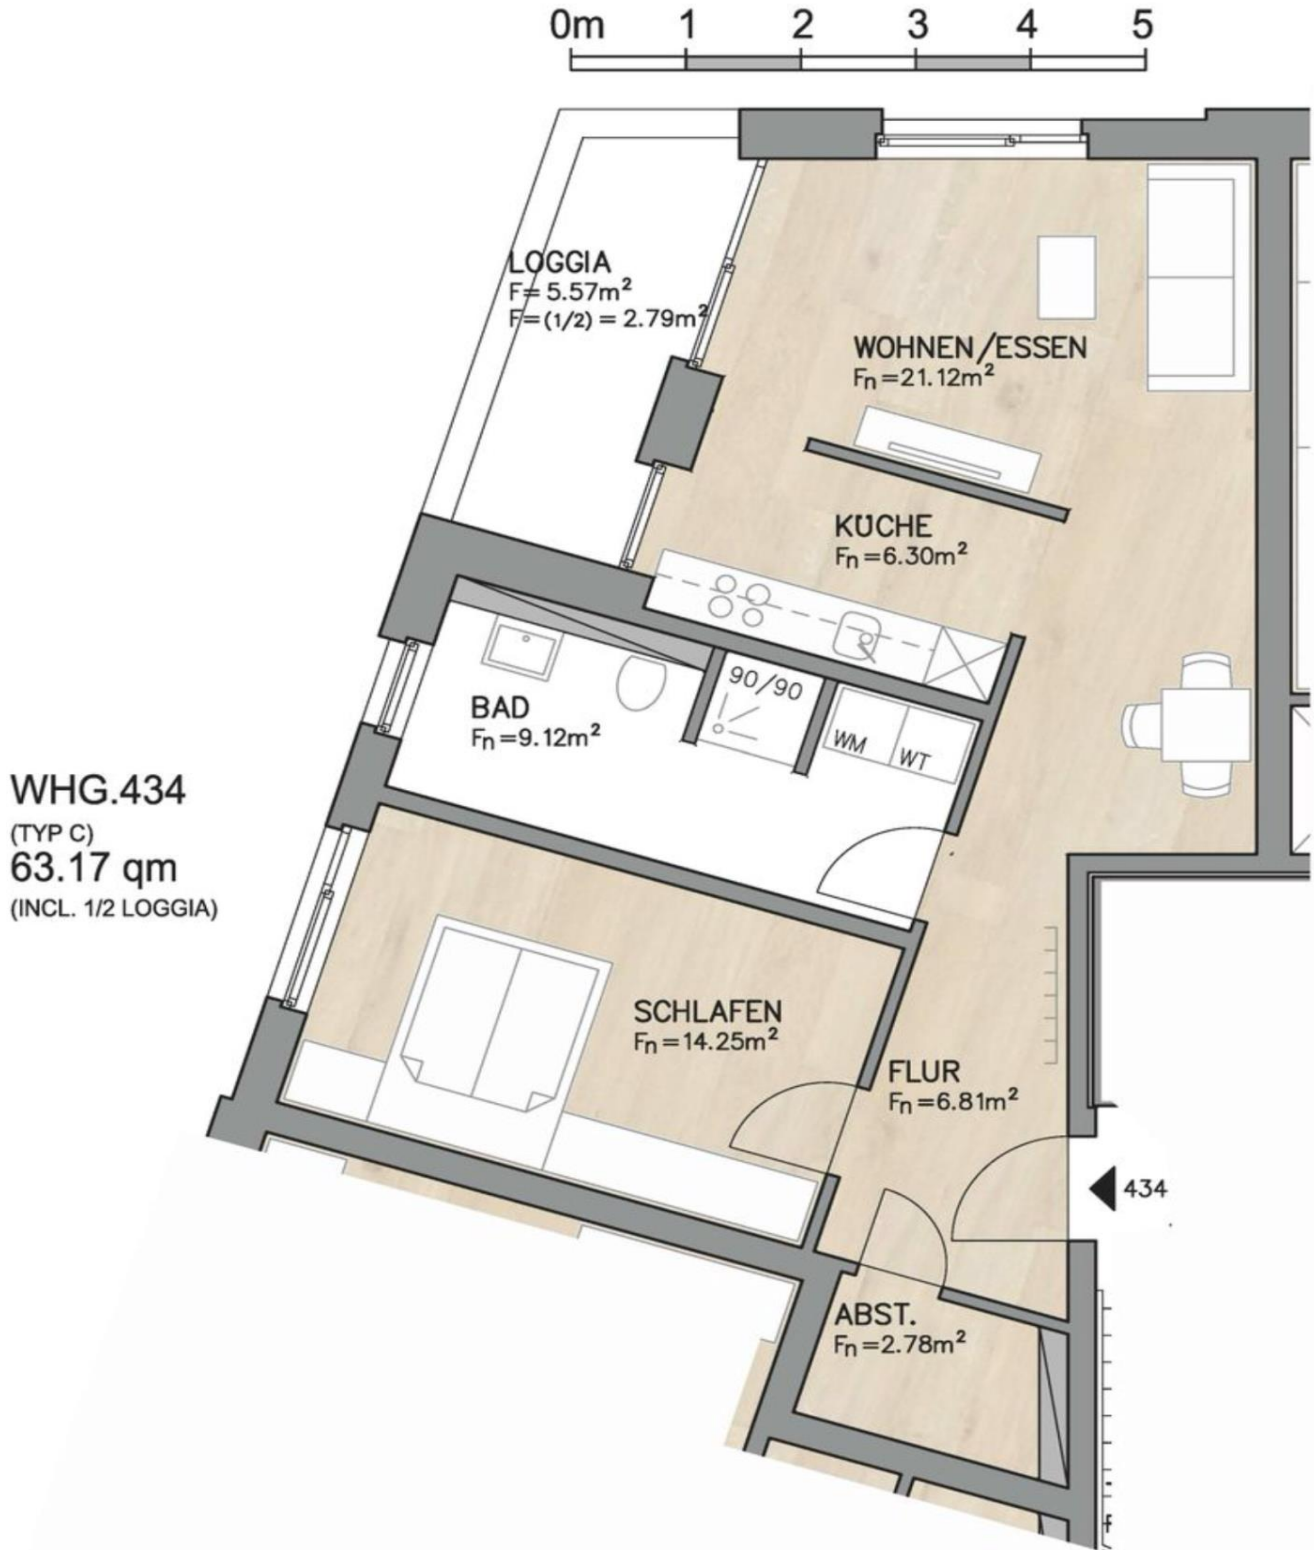 0m 1 2 3 4 5
LOGGIA
F= 5.57m²
F=(1/2) = 2.79m²
WOHNEN/ESSEN
Fn=21.12m²
KÜCHE
Fn=6.30m²
90/90
BAD
Fn=9.12m²
WM
WT
WHG.434
(TYP C)
63.17 qm
(INCL. 1/2 LOGGIA)
SCHLAFEN
Fn=14.25m²
FLUR
Fn=6.81m²
434
ABST.
Fn=2.78m²